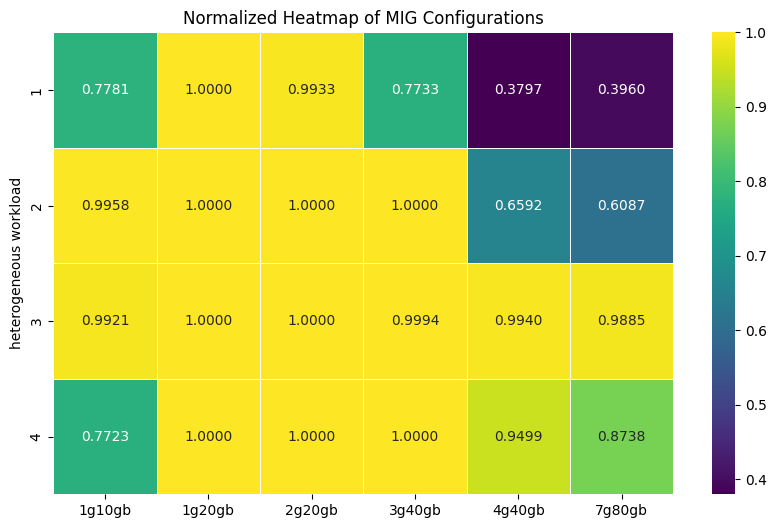 Normalized Heatmap of MIG Configurations
heterogeneous workload
1
0.7781 1.0000 0.9933 0.7733 0.3797 0.3960
2
0.9958 1.0000 1.0000 1.0000 0.6592 0.6087
3
0.9921 1.0000 1.0000 0.9994 0.9940 0.9885
4
0.7723 1.0000 1.0000 1.0000 0.9499 0.8738
1g10gb 1g20gb 2g20gb 3g40gb 4g40gb 7g80gb
1.0
0.9
0.8
0.7
0.6
0.5
0.4